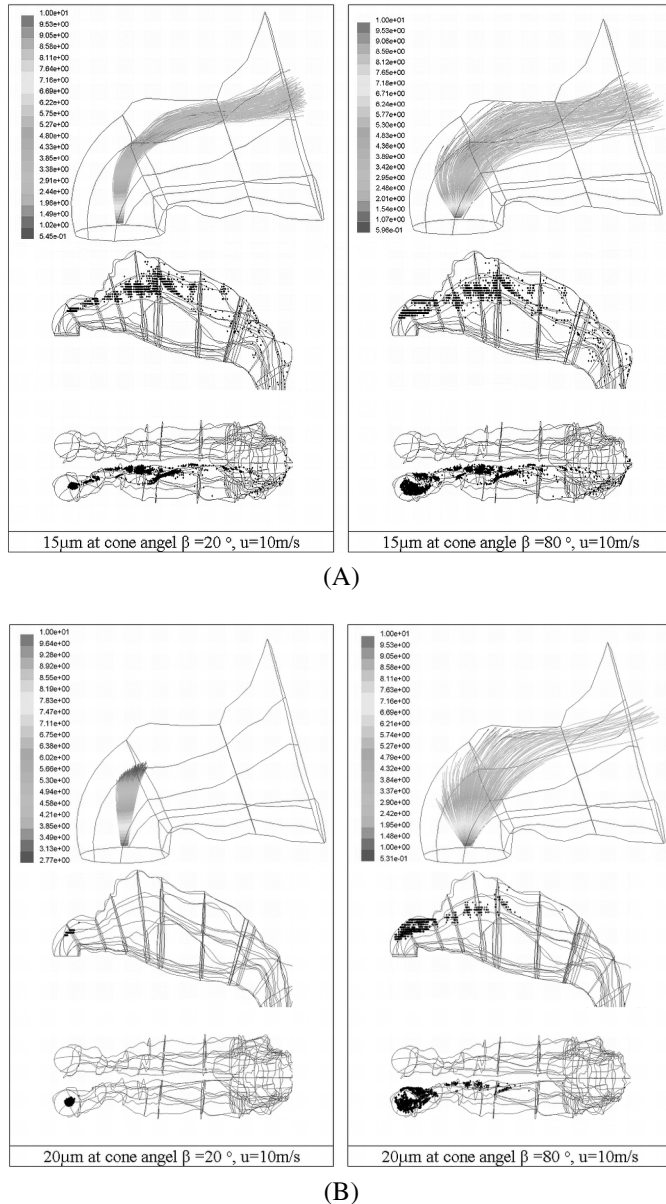 1.00e+01
9.53e+00
9.05e+00
8.58e+00
8.11e+00
7.64e+00
7.16e+00
6.69e+00
6.22e+00
5.75e+00
5.27e+00
4.80e+00
4.33e+00
3.85e+00
3.38e+00
2.91e+00
2.44e+00
1.96e+00
1.49e+00
1.02e+00
5.45e-01
15µm at cone angel β =20 °, u=10m/s
1.00e+01
9.53e+00
9.06e+00
8.59e+00
8.12e+00
7.65e+00
7.18e+00
6.71e+00
6.24e+00
5.77e+00
5.30e+00
4.83e+00
4.36e+00
3.89e+00
3.42e+00
2.95e+00
2.48e+00
2.01e+00
1.54e+00
1.07e+00
5.96e-01
15µm at cone angle β =80 °, u=10m/s
(A)
1.00e+01
9.64e+00
9.28e+00
8.92e+00
8.55e+00
8.19e+00
7.83e+00
7.47e+00
7.11e+00
6.75e+00
6.38e+00
6.02e+00
5.66e+00
5.30e+00
4.94e+00
4.58e+00
4.21e+00
3.85e+00
3.49e+00
3.13e+00
2.77e+00
20µm at cone angel β =20 °, u=10m/s
1.00e+01
9.53e+00
9.05e+00
8.58e+00
8.11e+00
7.63e+00
7.16e+00
6.69e+00
6.21e+00
5.74e+00
5.27e+00
4.79e+00
4.32e+00
3.84e+00
3.37e+00
2.90e+00
2.42e+00
1.95e+00
1.48e+00
1.00e+00
5.31e-01
20µm at cone angel β =80 °, u=10m/s
(B)